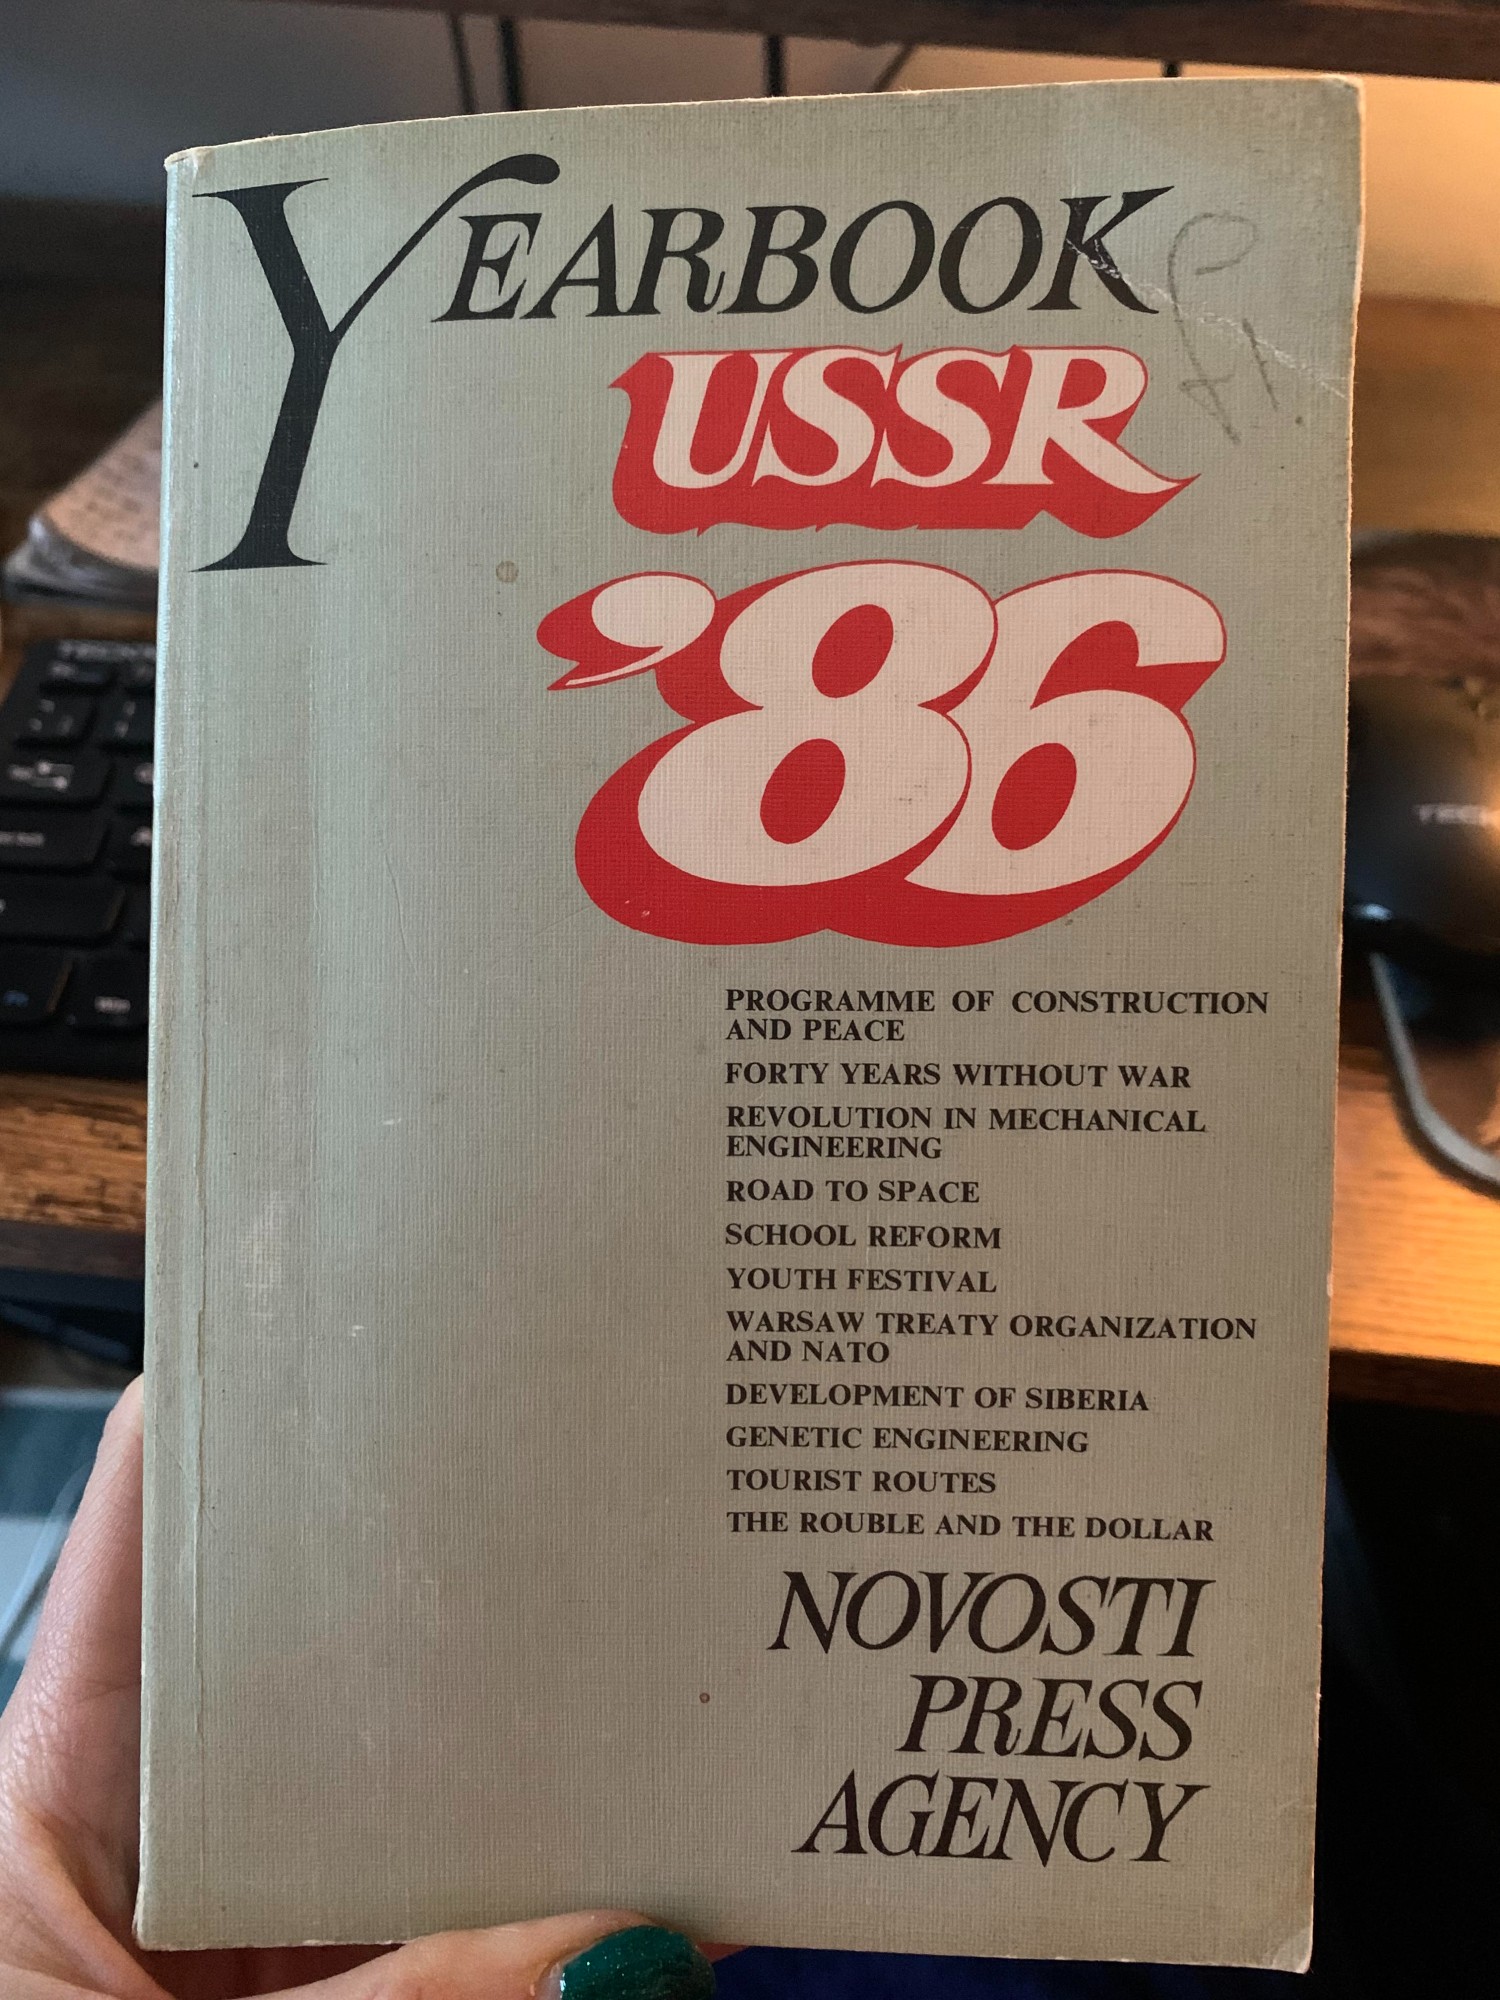 YEARBOOK
USSR
'86
PROGRAMME OF CONSTRUCTION
AND PEACE
FORTY YEARS WITHOUT WAR
REVOLUTION IN MECHANICAL
ENGINEERING
ROAD TO SPACE
SCHOOL REFORM
YOUTH FESTIVAL
WARSAW TREATY ORGANIZATION
AND NATO
DEVELOPMENT OF SIBERIA
GENETIC ENGINEERING
TOURIST ROUTES
THE ROUBLE AND THE DOLLAR
NOVOSTI
PRESS
AGENCY